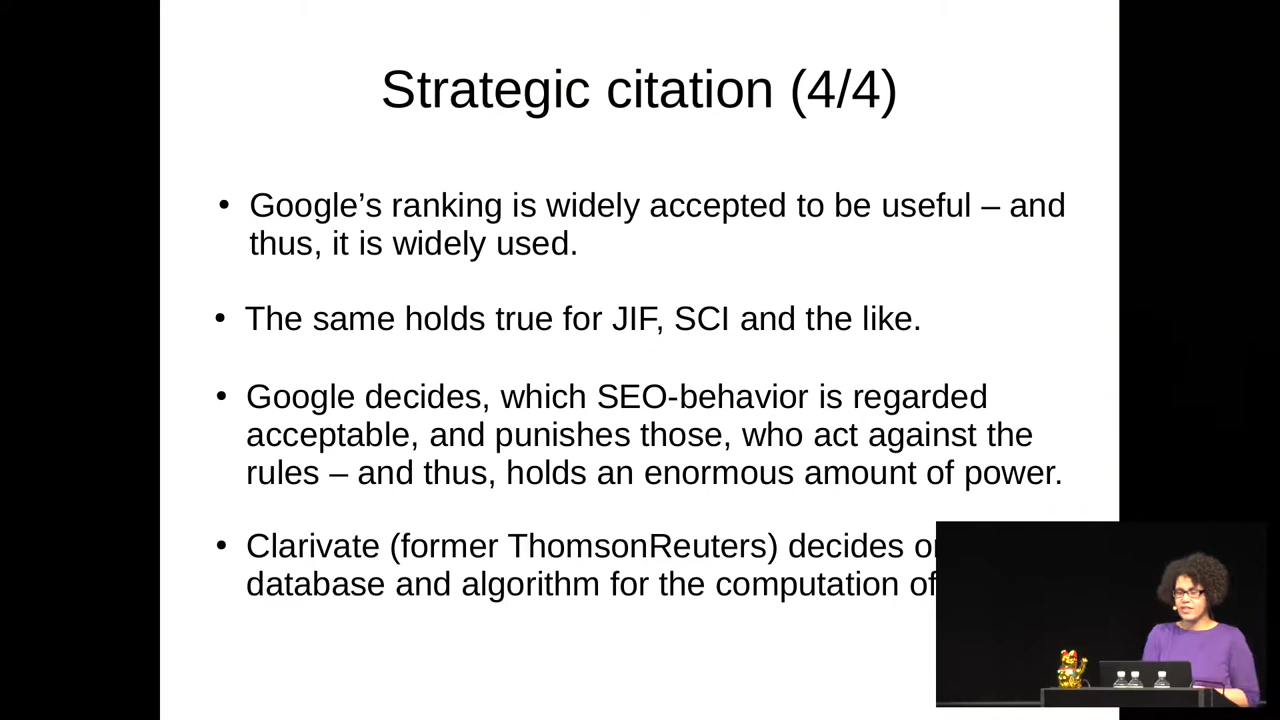 Strategic citation (4/4)
• Google’s ranking is widely accepted to be useful – and
thus, it is widely used.
• The same holds true for JIF, SCI and the like.
• Google decides, which SEO-behavior is regarded
acceptable, and punishes those, who act against the
rules – and thus, holds an enormous amount of power.
• Clarivate (former ThomsonReuters) decides
database and algorithm for the computation of